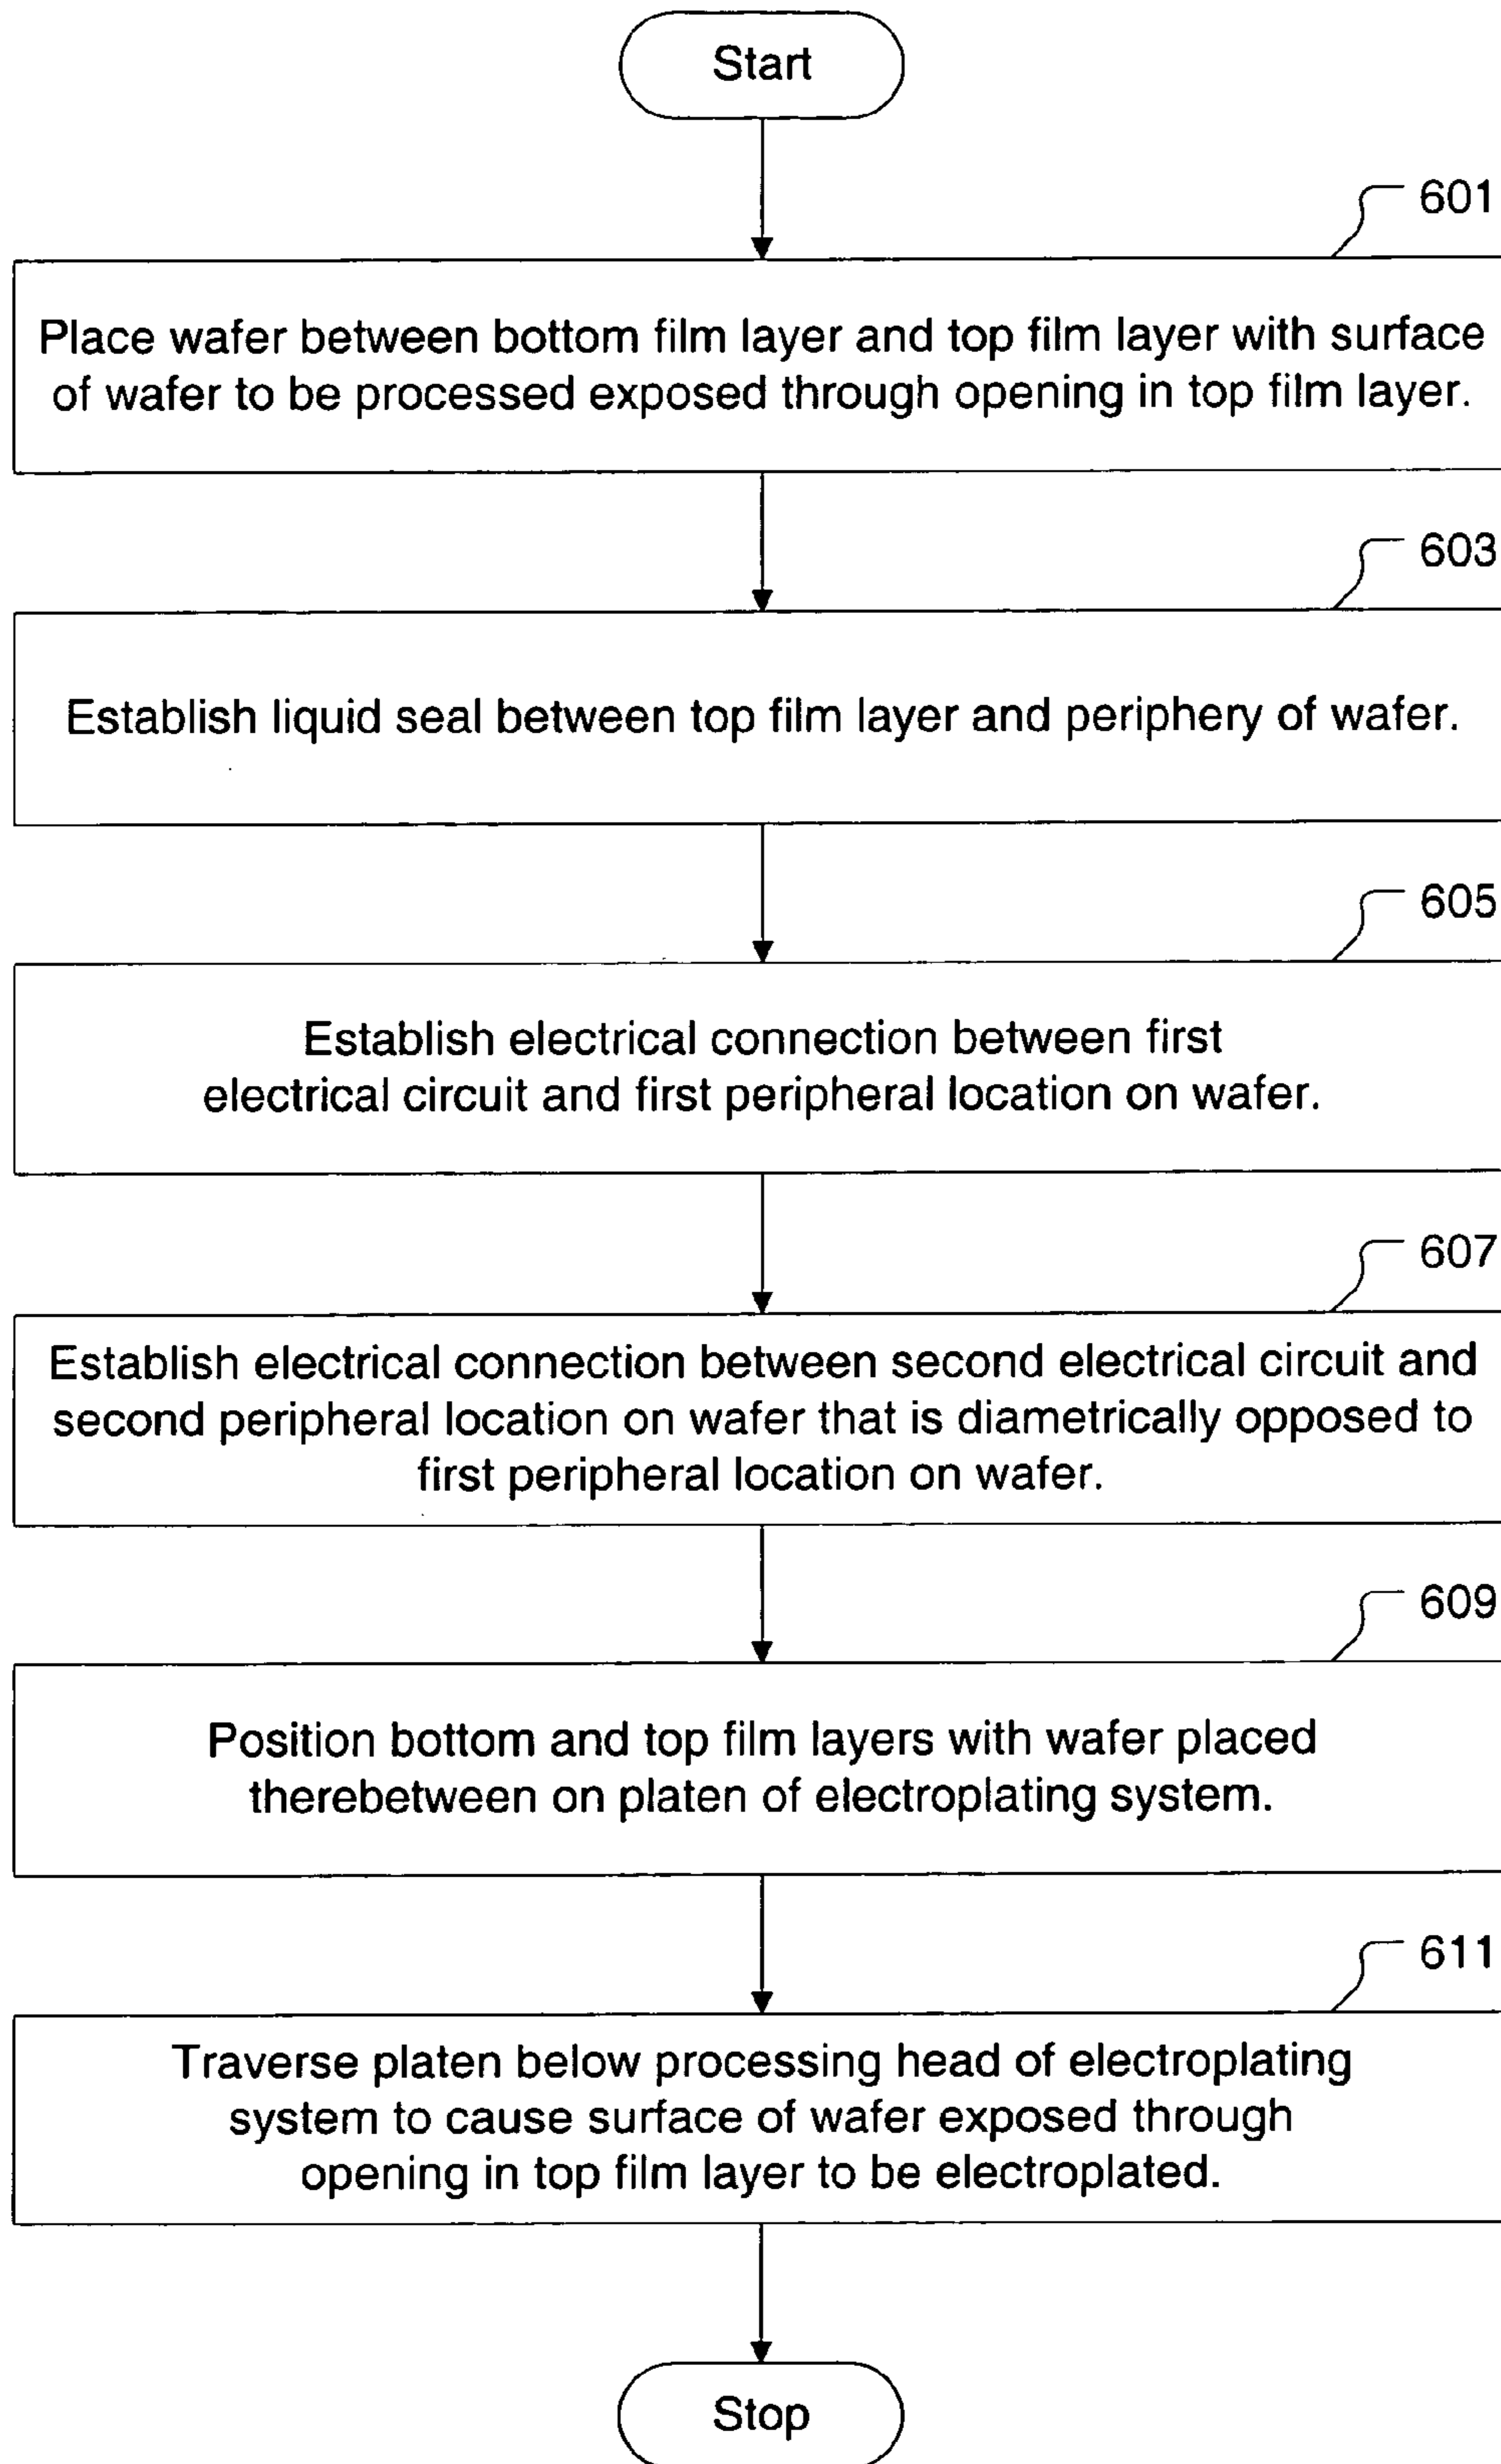 Start
601
Place wafer between bottom film layer and top film layer with surface
of wafer to be processed exposed through opening in top film layer.
603
Establish liquid seal between top film layer and periphery of wafer.
605
Establish electrical connection between first
electrical circuit and first peripheral location on wafer.
607
Establish electrical connection between second electrical circuit and
second peripheral location on wafer that is diametrically opposed to
first peripheral location on wafer.
609
Position bottom and top film layers with wafer placed
therebetween on platen of electroplating system.
611
Traverse platen below processing head of electroplating
system to cause surface of wafer exposed through
opening in top film layer to be electroplated.
Stop